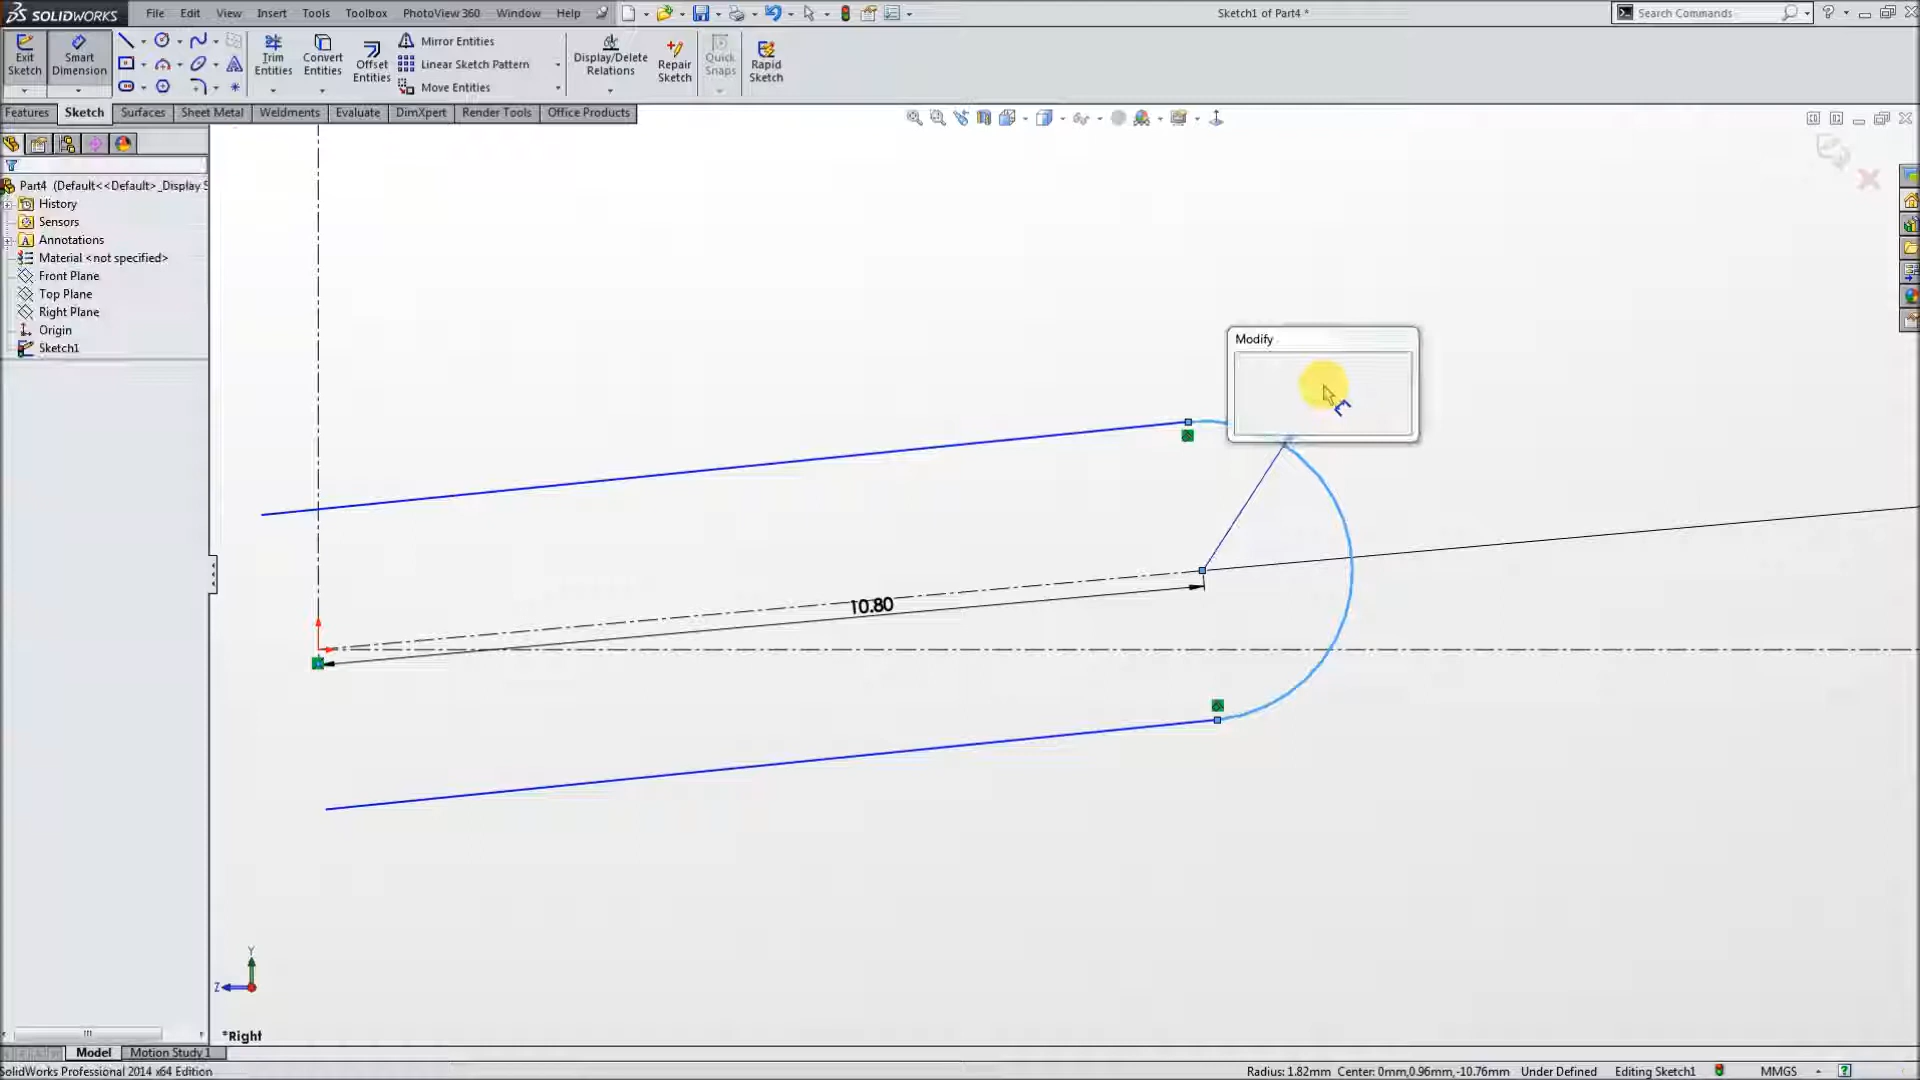 SOLIDWORKS File Edit View Insert Tools Toolbox PhotoView 360 Window Help Sketch1 of Part4 * Search Commands ?
Exit Sketch
Smart Dimension
Trim Entities
Convert Entities
Offset Entities
Mirror Entities
Linear Sketch Pattern
Move Entities
Display/Delete Relations
Repair Sketch
Quick Snaps
Rapid Sketch
Features Sketch Surfaces Sheet Metal Weldments Evaluate DimXpert Render Tools Office Products
Part4 (Default<<Default>_Display S
History
Sensors
A Annotations
Material <not specified>
Front Plane
Top Plane
Right Plane
Origin
Sketch1
Modify
10.80
Y
Z
*Right
Model Motion Study 1
SolidWorks Professional 2014 x64 Edition Radius: 1.82mm Center: 0mm,0.96mm,-10.76mm Under Defined Editing Sketch1 MMGS ?